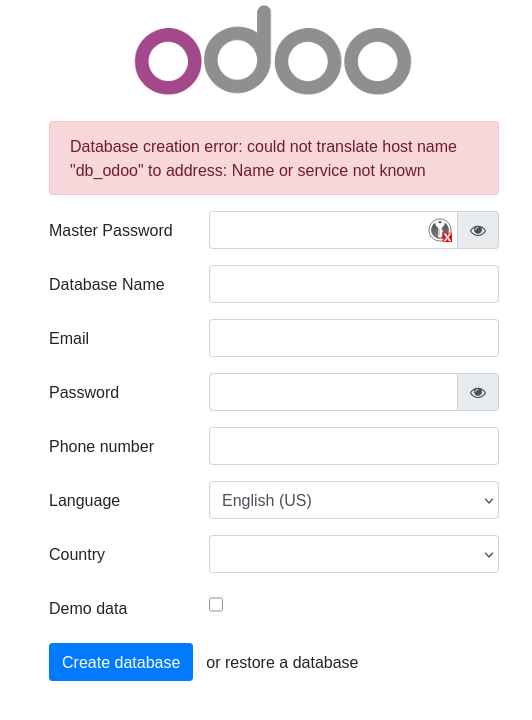 odoo
Database creation error: could not translate host name
"db_odoo" to address: Name or service not known
Master Password
Database Name
Email
Password
Phone number
Language English (US)
Country
Demo data
Create database or restore a database